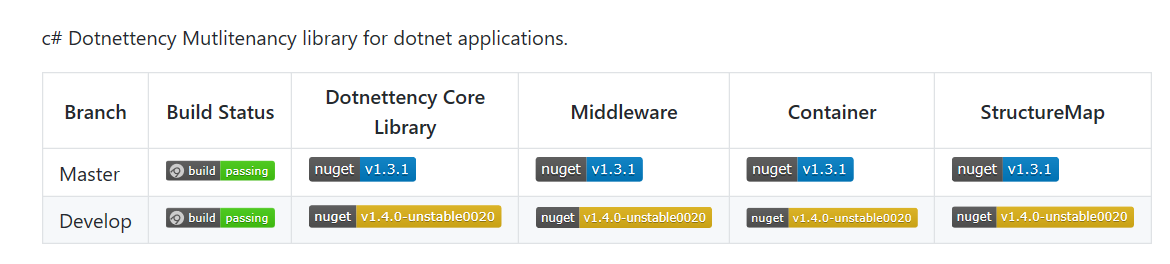 c# Dotnettency Mutlitenancy library for dotnet applications.
Branch Build Status Dotnettency Core Library Middleware Container StructureMap
Master build passing nuget v1.3.1 nuget v1.3.1 nuget v1.3.1 nuget v1.3.1
Develop build passing nuget v1.4.0-unstable0020 nuget v1.4.0-unstable0020 nuget v1.4.0-unstable0020 nuget v1.4.0-unstable0020